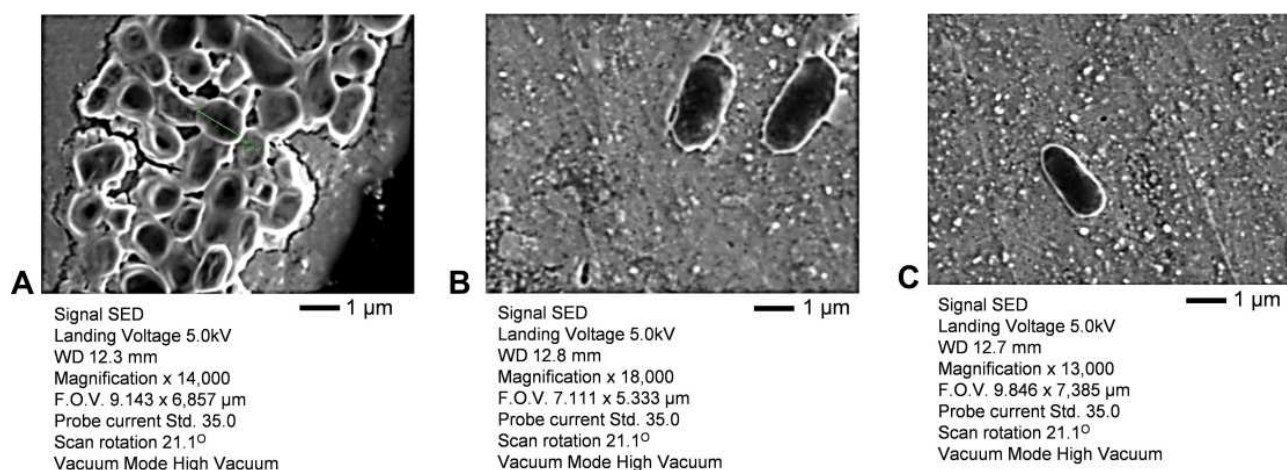 A
1 µm
Signal SED
Landing Voltage 5.0kV
WD 12.3 mm
Magnification x 14,000
F.O.V. 9.143 x 6,857 µm
Probe current Std. 35.0
Scan rotation 21.1⁰
Vacuum Mode High Vacuum
B
1 µm
Signal SED
Landing Voltage 5.0kV
WD 12.8 mm
Magnification x 18,000
F.O.V. 7.111 x 5.333 µm
Probe current Std. 35.0
Scan rotation 21.1⁰
Vacuum Mode High Vacuum
C
1 µm
Signal SED
Landing Voltage 5.0kV
WD 12.7 mm
Magnification x 13,000
F.O.V. 9.846 x 7,385 µm
Probe current Std. 35.0
Scan rotation 21.1⁰
Vacuum Mode High Vacuum